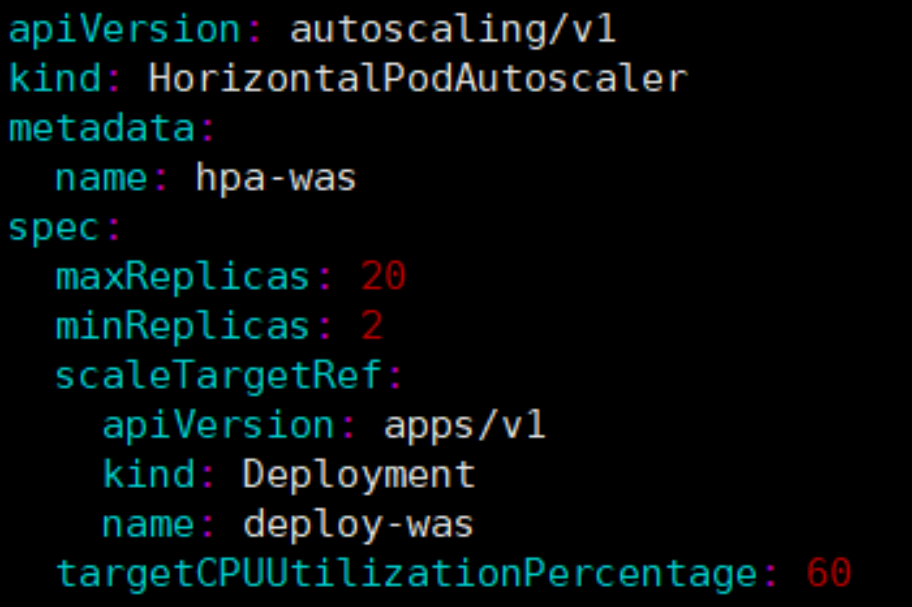 apiVersion: autoscaling/v1
kind: HorizontalPodAutoscaler
metadata:
  name: hpa-was
spec:
  maxReplicas: 20
  minReplicas: 2
  scaleTargetRef:
    apiVersion: apps/v1
    kind: Deployment
    name: deploy-was
  targetCPUUtilizationPercentage: 60